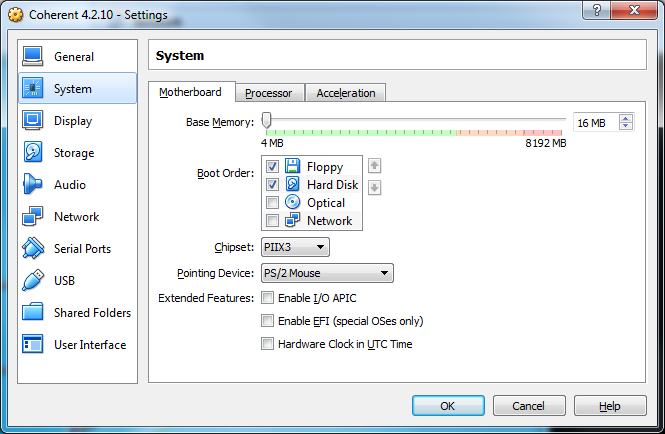 Coherent 4.2.10 - Settings
General
System
Display
Storage
Audio
Network
Serial Ports
USB
Shared Folders
User Interface
System
Motherboard Processor Acceleration
Base Memory: 16 MB
4 MB 8192 MB
Boot Order: Floppy
Hard Disk
Optical
Network
Chipset: PIIX3
Pointing Device: PS/2 Mouse
Extended Features: Enable I/O APIC
Enable EFI (special OSes only)
Hardware Clock in UTC Time
OK Cancel Help